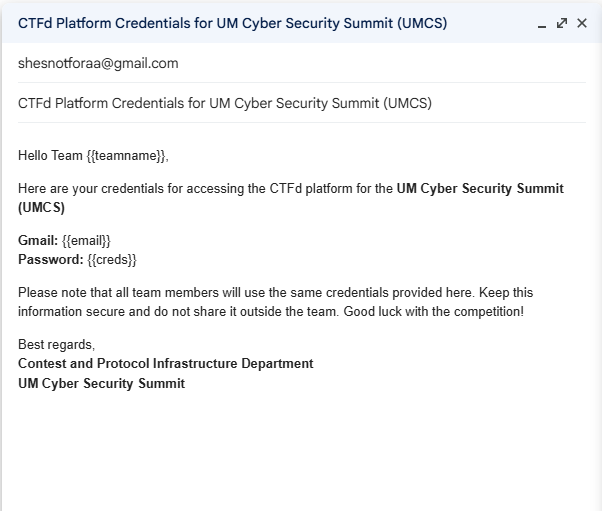 CTFd Platform Credentials for UM Cyber Security Summit (UMCS)
shesnotforaa@gmail.com
CTFd Platform Credentials for UM Cyber Security Summit (UMCS)
Hello Team {{teamname}},
Here are your credentials for accessing the CTFd platform for the UM Cyber Security Summit
(UMCS)
Gmail: {{email}}
Password: {{creds}}
Please note that all team members will use the same credentials provided here. Keep this
information secure and do not share it outside the team. Good luck with the competition!
Best regards,
Contest and Protocol Infrastructure Department
UM Cyber Security Summit